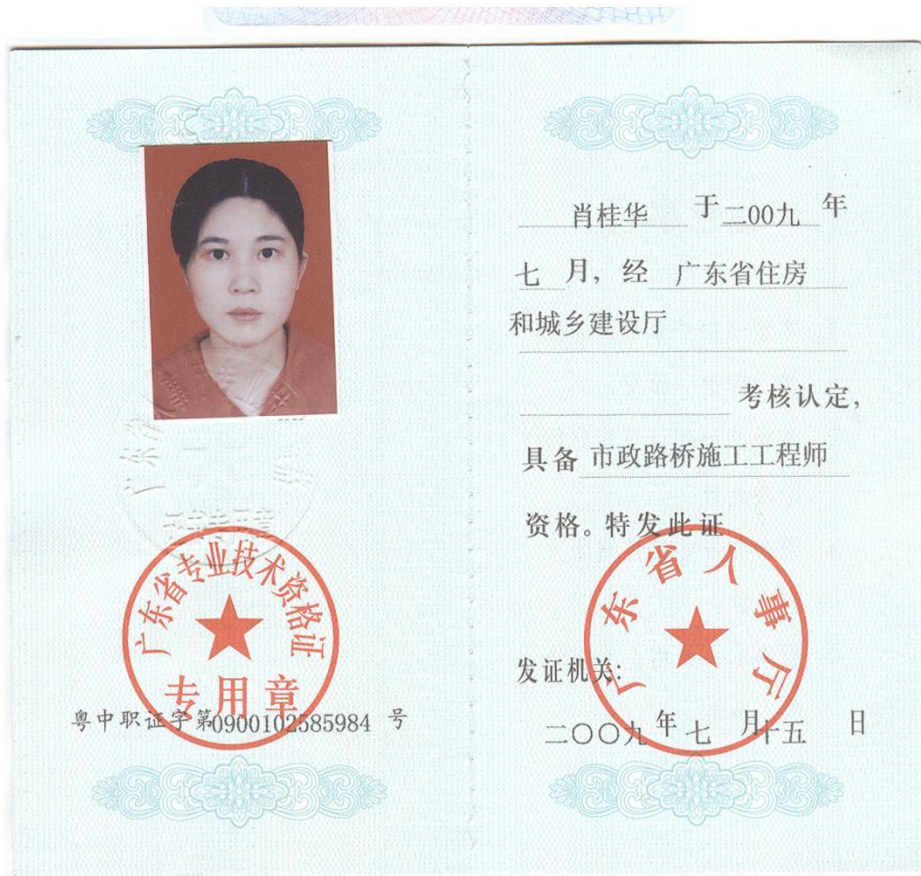 广东省专业技术资格证
专用章
粤中职证字第0900102585984 号
肖桂华 于二00九 年
七 月，经 广东省住房
和城乡建设厅
考核认定，
具备 市政路桥施工工程师
资格。特发此证
广东省人事厅
发证机关：
二〇〇九 年 七 月十五 日